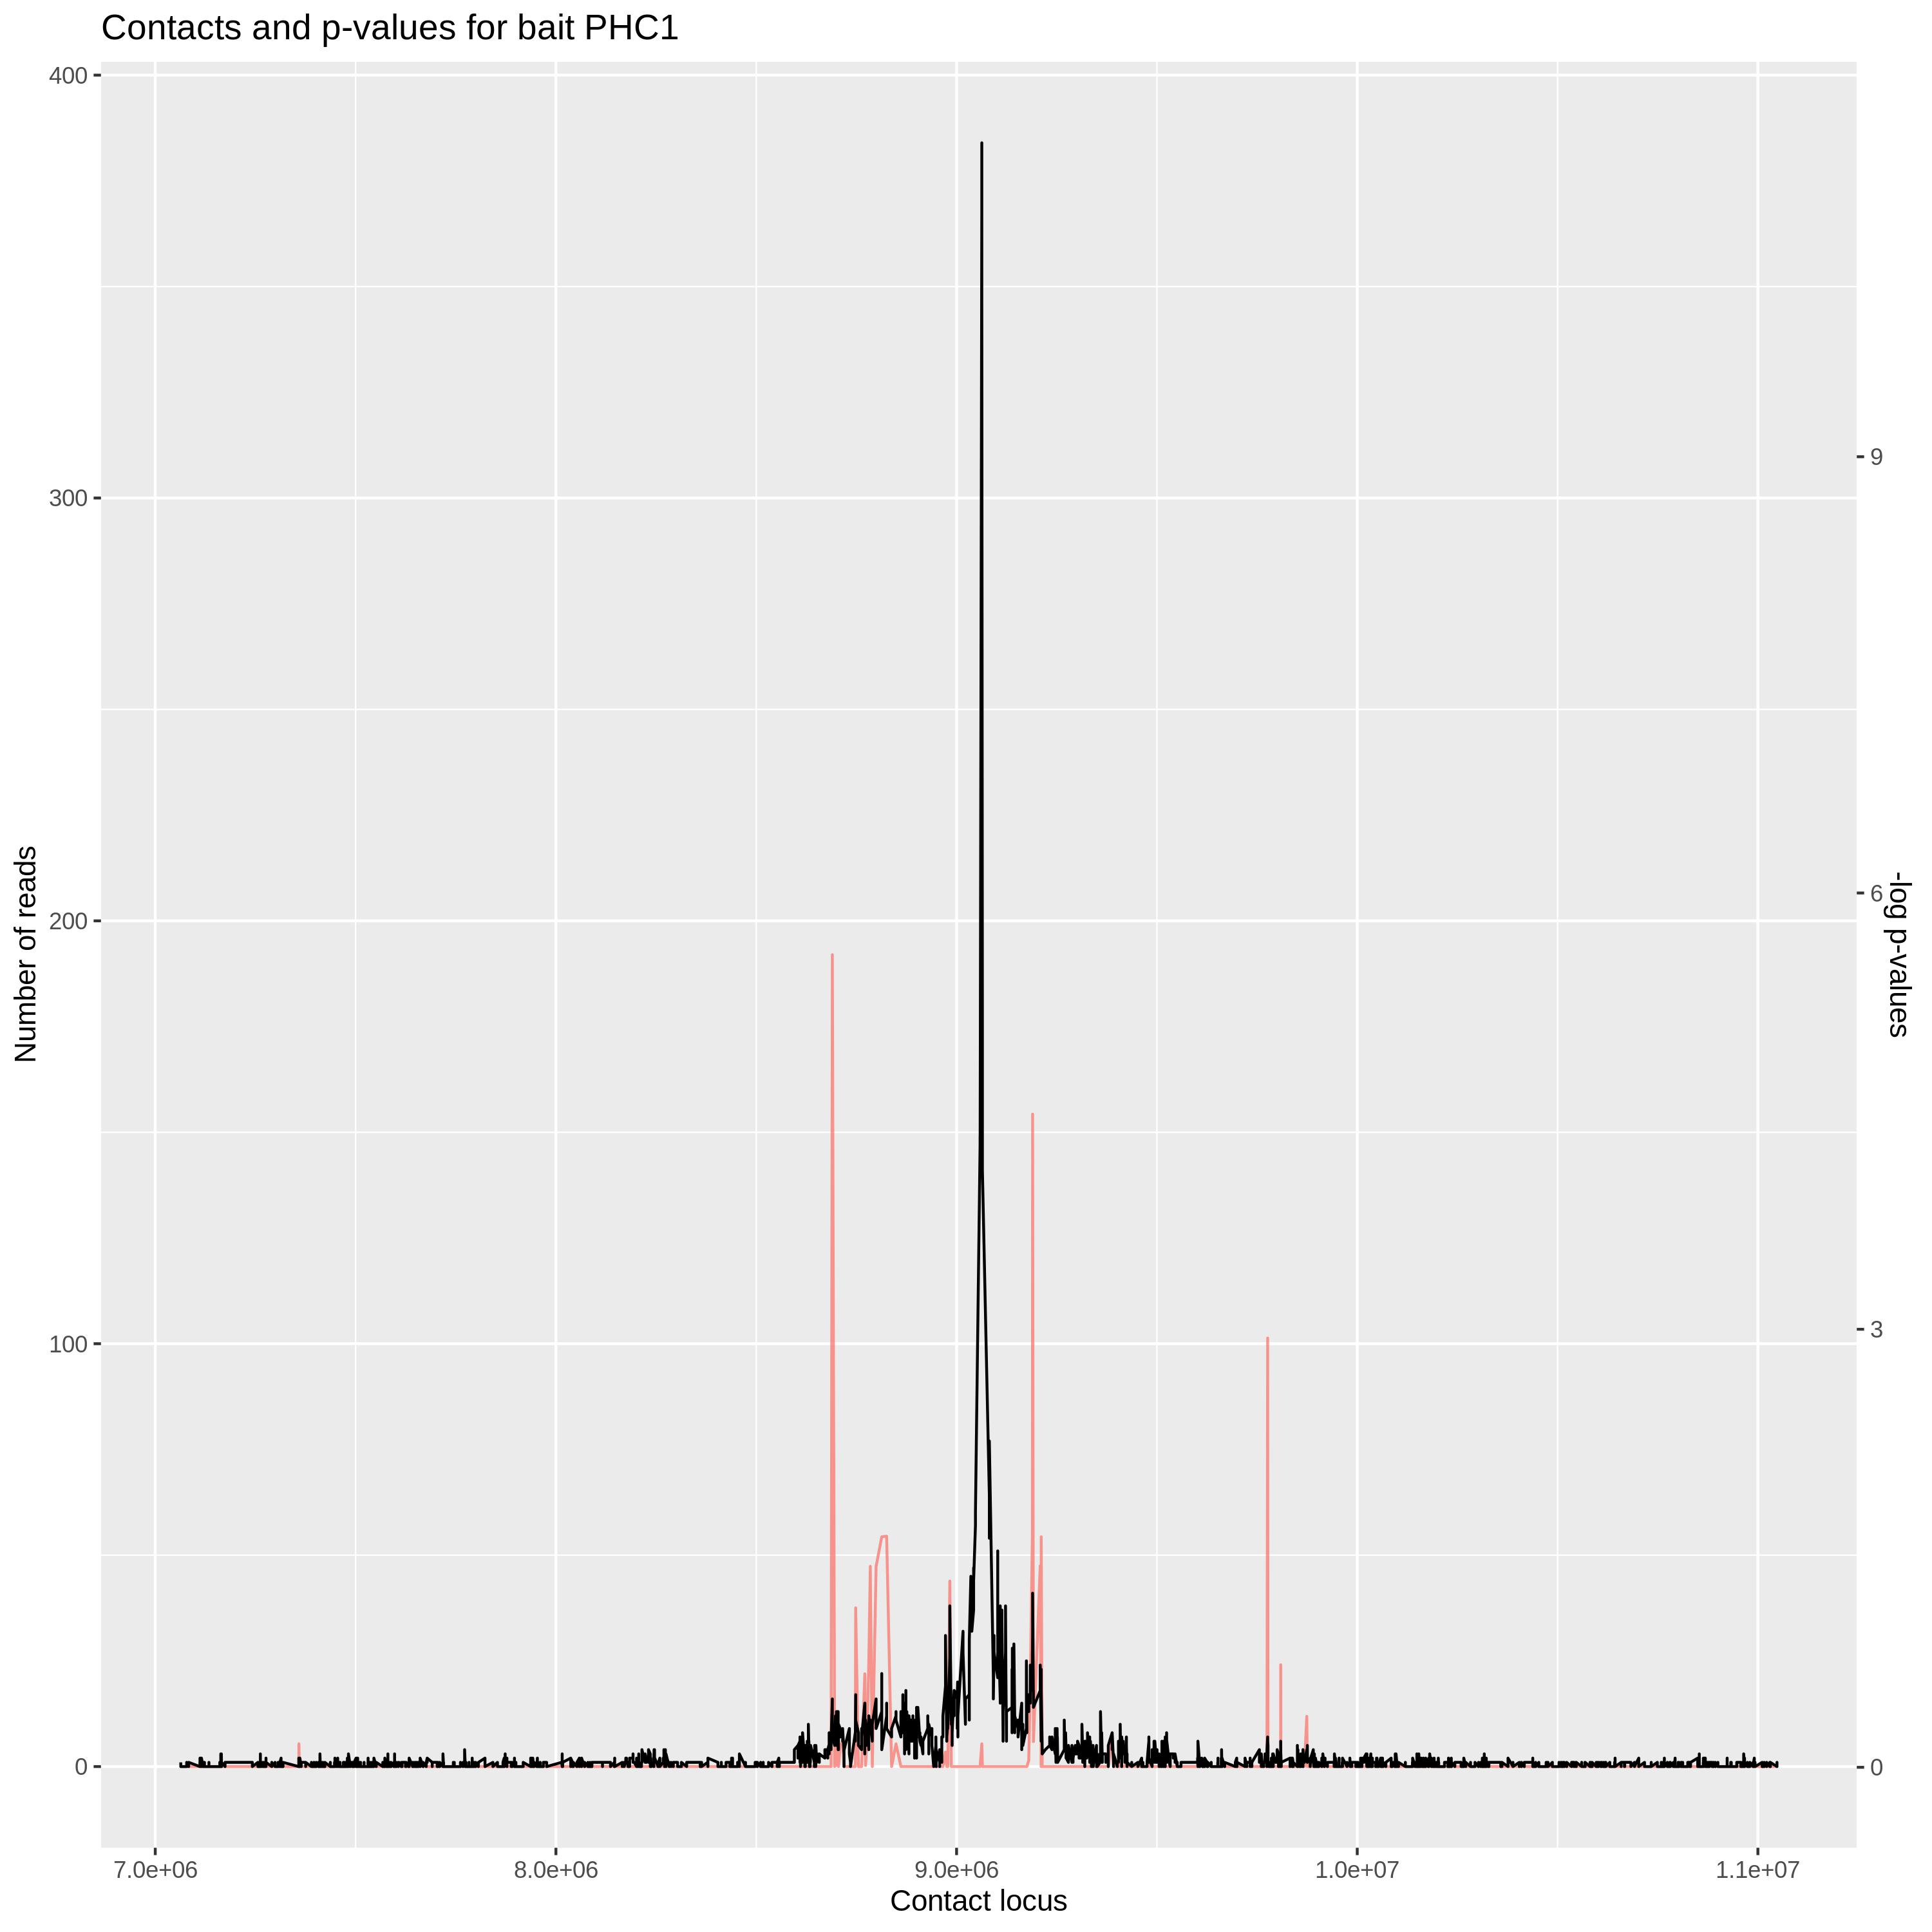 Contacts and p-values for bait PHC1
400
300
200
100
0
Number of reads
9
6
3
0
-log p-values
7.0e+06 8.0e+06 9.0e+06 1.0e+07 1.1e+07
Contact locus